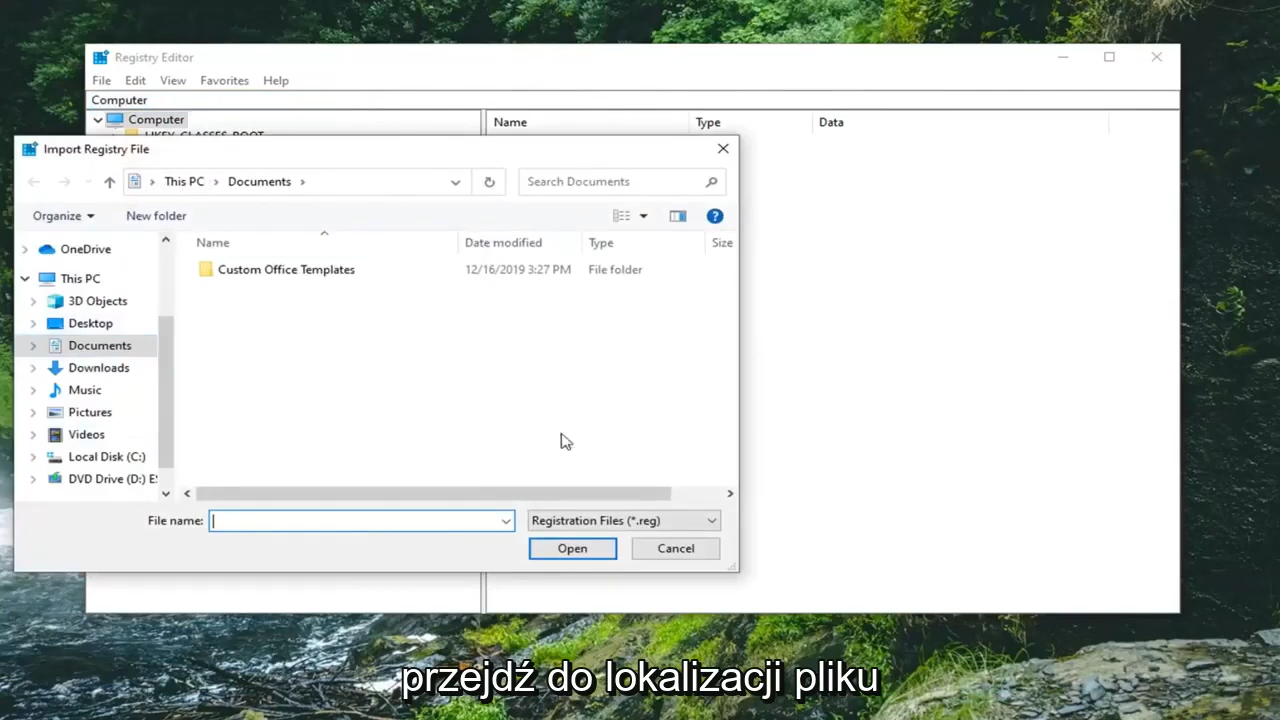 Registry Editor
File Edit View Favorites Help
Computer
Computer
Name Type Data
HKEY_CLASSES_ROOT
Import Registry File
This PC Documents
Search Documents
Organize New folder
Name Date modified Type Size
OneDrive
Custom Office Templates 12/16/2019 3:27 PM File folder
This PC
3D Objects
Desktop
Documents
Downloads
Music
Pictures
Videos
Local Disk (C:)
DVD Drive (D:) ES
File name: Registration Files (*.reg)
Open Cancel
przejdź do lokalizacji pliku